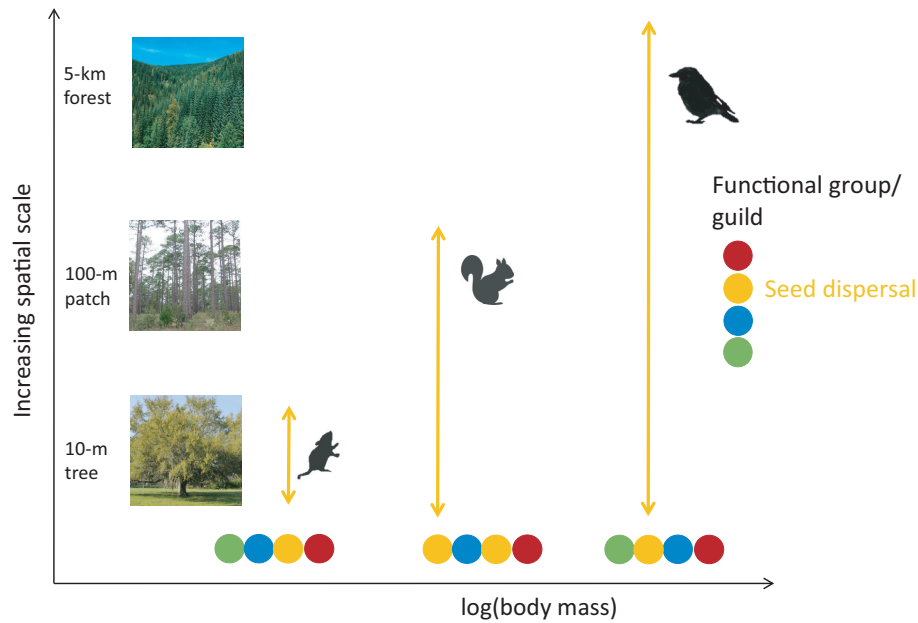 5-km
forest
100-m
patch
10-m
tree
Increasing spatial scale
log(body mass)
Functional group/
guild
Seed dispersal